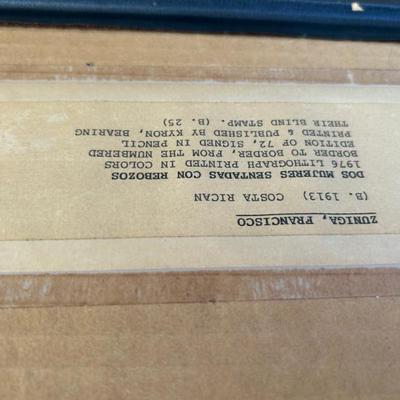 ZUNIGA, FRANCISCO
(B. 1913) COSTA RICAN
DOS MUJERES SENTADAS CON REBOZOS
1976 LITHOGRAPH PRINTED IN COLORS
BORDER TO BORDER, FROM THE NUMBERED
EDITION OF 72, SIGNED IN PENCIL
PRINTED & PUBLISHED BY KYRON, BEARING
THEIR BLIND STAMP. (B. 25)